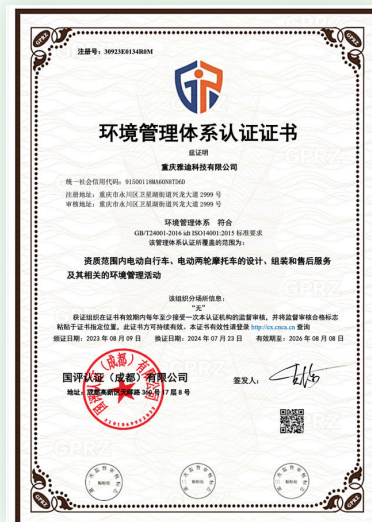 注册号：30923E0134R0M
环境管理体系认证证书
兹证明
重庆雅迪科技有限公司
统一社会信用代码：91500118MA60N8TD6D
注册地址：重庆市永川区卫星湖街道兴龙大道 2999 号
审核地址：重庆市永川区卫星湖街道兴龙大道 2999 号
环境管理体系 符合
GB/T24001-2016 idt ISO14001:2015 标准要求
该管理体系认证所覆盖的范围为：
资质范围内电动自行车、电动两轮摩托车的设计、组装和售后服务
及其相关的环境管理活动
该组织分场所信息：
“无”
获证组织在证书有效期内每年至少接受一次本认证机构的监督审核，并将监督审核合格标志
粘贴于证书指定位置，此证书方可持续有效。本证书有效性请登录 http://cx.cnca.cn 查询
颁证日期：2023 年 08 月 09 日 换证日期：2024 年 07 月 23 日 有效期至：2026 年 08 月 08 日
国评认证（成都）有限公司
签发人：
地址：成都高新区天辉路 360 号 17 层 8 号
GPRZ